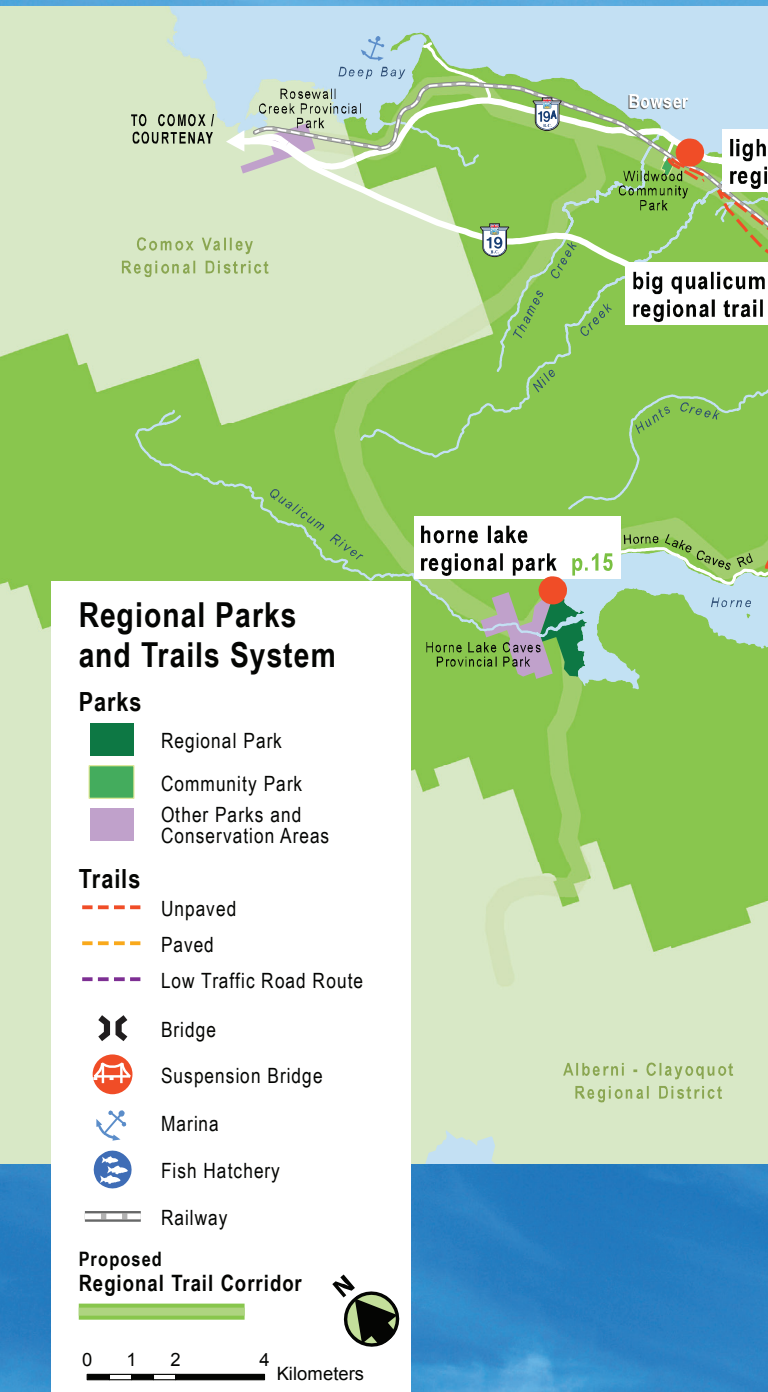 Deep Bay
Rosewall
Creek Provincial
Park
TO COMOX /
COURTENAY
19A
B.C.
Bowser
Wildwood
Community
Park
Comox Valley
Regional District
19
B.C.
big qualicum
regional trail
Thames Creek
Nile Creek
Hunts Creek
Qualicum River
horne lake
regional park p.15
Horne Lake Caves Rd
Horne
Horne Lake Caves
Provincial Park
Regional Parks
and Trails System
Parks
Regional Park
Community Park
Other Parks and
Conservation Areas
Trails
Unpaved
Paved
Low Traffic Road Route
Bridge
Suspension Bridge
Marina
Fish Hatchery
Railway
Proposed
Regional Trail Corridor
N
0 1 2 4
Kilometers
Alberni - Clayoquot
Regional District